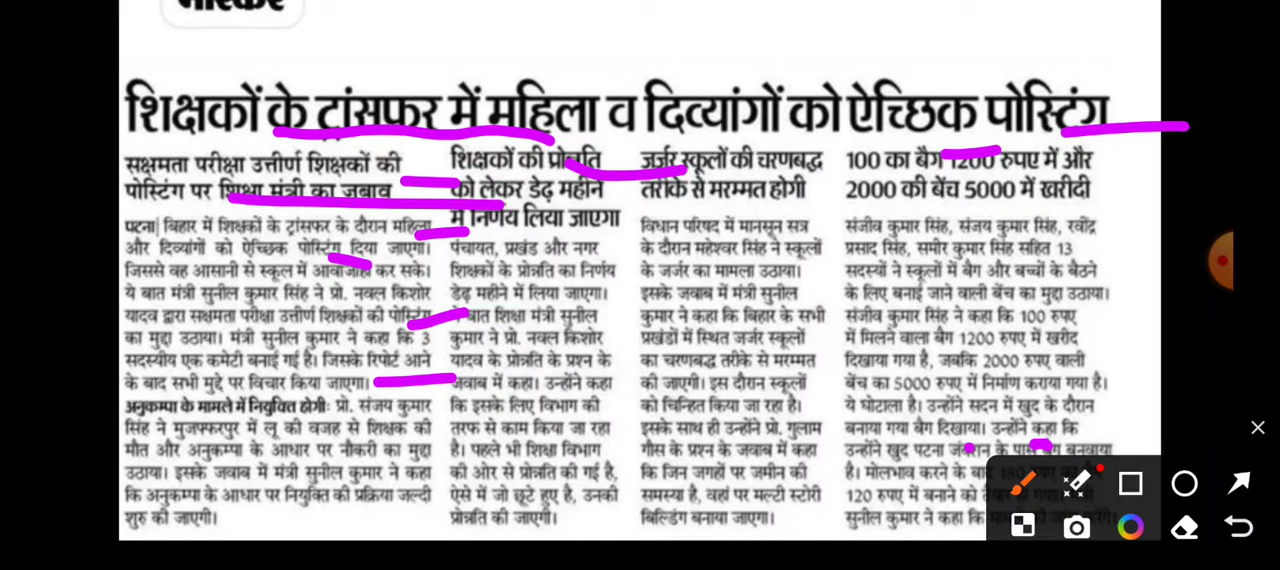 भास्कर
शिक्षकों के ट्रांसफर में महिला व दिव्यांगों को ऐच्छिक पोस्टिंग
सक्षमता परीक्षा उत्तीर्ण शिक्षकों की
पोस्टिंग पर शिक्षा मंत्री का जवाब
पटना| बिहार में शिक्षकों के ट्रांसफर के दौरान महिला
और दिव्यांगों को ऐच्छिक पोस्टिंग दिया जाएगा।
जिससे वह आसानी से स्कूल में आवाजाही कर सके।
ये बात मंत्री सुनील कुमार सिंह ने प्रो. नवल किशोर
यादव द्वारा सक्षमता परीक्षा उत्तीर्ण शिक्षकों की पोस्टिंग
का मुद्दा उठाया। मंत्री सुनील कुमार ने कहा कि 3
सदस्यीय एक कमेटी बनाई गई है। जिसके रिपोर्ट आने
के बाद सभी मुद्दे पर विचार किया जाएगा।
अनुकम्पा के मामले में नियुक्ति होगी: प्रो. संजय कुमार
सिंह ने मुजफ्फरपुर में लू की वजह से शिक्षक की
मौत और अनुकम्पा के आधार पर नौकरी का मुद्दा
उठाया। इसके जवाब में मंत्री सुनील कुमार ने कहा
कि अनुकम्पा के आधार पर नियुक्ति की प्रक्रिया जल्दी
शुरु की जाएगी।
शिक्षकों की प्रोन्नति
को लेकर डेढ़ महीने
में निर्णय लिया जाएगा
पंचायत, प्रखंड और नगर
शिक्षकों के प्रोन्नति का निर्णय
डेढ़ महीने में लिया जाएगा।
बात शिक्षा मंत्री सुनील
कुमार ने प्रो. नवल किशोर
यादव के प्रोन्नति के प्रश्न के
जवाब में कहा। उन्होंने कहा
कि इसके लिए विभाग की
तरफ से काम किया जा रहा
है। पहले भी शिक्षा विभाग
की ओर से प्रोन्नति की गई है,
ऐसे में जो छूटे हुए है, उनकी
प्रोन्नति की जाएगी।
जर्जर स्कूलों की चरणबद्ध
तरीके से मरम्मत होगी
विधान परिषद में मानसून सत्र
के दौरान महेश्वर सिंह ने स्कूलों
के जर्जर का मामला उठाया।
इसके जवाब में मंत्री सुनील
कुमार ने कहा कि बिहार के सभी
प्रखंडों में स्थित जर्जर स्कूलों
का चरणबद्ध तरीके से मरम्मत
की जाएगी। इस दौरान स्कूलों
को चिन्हित किया जा रहा है।
इसके साथ ही उन्होंने प्रो. गुलाम
गौस के प्रश्न के जवाब में कहा
कि जिन जगहों पर जमीन की
समस्या है, वहां पर मल्टी स्टोरी
बिल्डिंग बनाया जाएगा।
100 का बैग 1200 रुपए में और
2000 की बेंच 5000 में खरीदी
संजीव कुमार सिंह, संजय कुमार सिंह, रवींद्र
प्रसाद सिंह, समीर कुमार सिंह सहित 13
सदस्यों ने स्कूलों में बैग और बच्चों के बैठने
के लिए बनाई जाने वाली बेंच का मुद्दा उठाया।
संजीव कुमार सिंह ने कहा कि 100 रुपए
में मिलने वाला बैग 1200 रुपए में खरीद
दिखाया गया है, जबकि 2000 रुपए वाली
बेंच का 5000 रुपए में निर्माण कराया गया है।
ये घोटाला है। उन्होंने सदन में खुद के दौरान
बनाया गया बैग दिखाया। उन्होंने कहा कि
उन्होंने खुद पटना जंक्शन के पास बैग बनवाया
है। मोलभाव करने के बाद 180 रुपए
120 रुपए में बनाने को
सुनील कुमार ने कहा कि